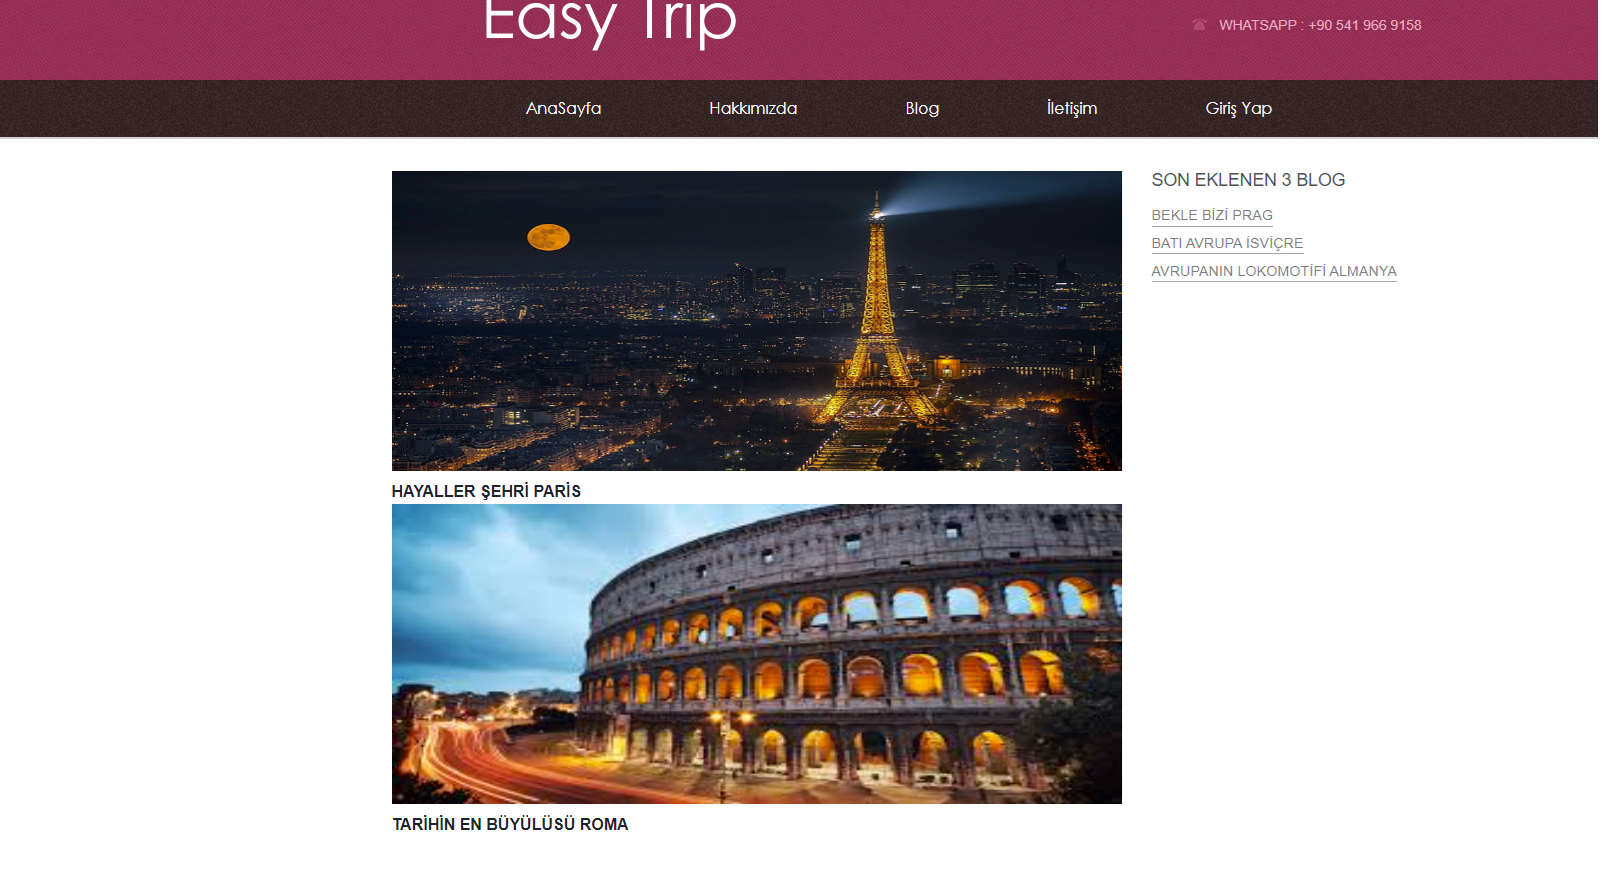 Easy Trip
WHATSAPP : +90 541 966 9158
AnaSayfa
Hakkımızda
Blog
İletişim
Giriş Yap
SON EKLENEN 3 BLOG
BEKLE BİZİ PRAG
BATI AVRUPA İSVİÇRE
AVRUPANIN LOKOMOTİFİ ALMANYA
HAYALLER ŞEHRİ PARİS
TARİHİN EN BÜYÜLÜSÜ ROMA